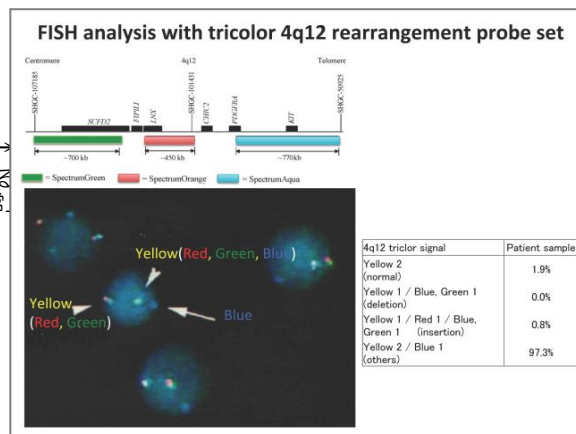 FISH analysis with tricolor 4q12 rearrangement probe set
Centromere 4q12 Telomere
SHGC-107185
SCFD2
FIP1L1
LNX
SHGC-101431
CHIC2
PDGFRA
KIT
SHGC-50925
~700 kb ~450 kb ~770 kb
= SpectrumGreen = SpectrumOrange = SpectrumAqua
Yellow(Red, Green, Blue)
Yellow
(Red, Green)
Blue
4q12 triclor signal Patient sample
Yellow 2
(normal) 1.9%
Yellow 1 / Blue, Green 1
(deletion) 0.0%
Yellow 1 / Red 1 / Blue,
Green 1 (insertion) 0.8%
Yellow 2 / Blue 1
(others) 97.3%